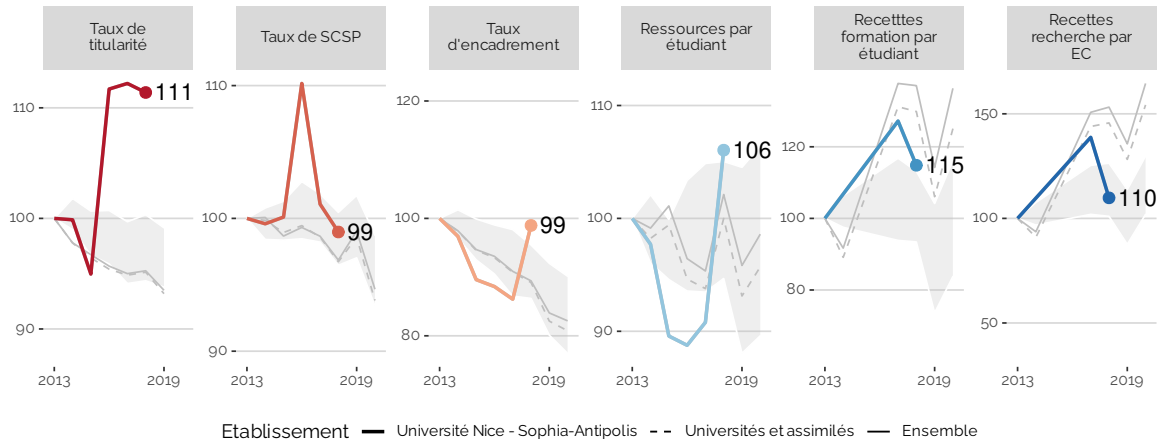 Taux de
titularité
Taux de SCSP
Taux
d'encadrement
Ressources par
étudiant
Recetttes
formation par
étudiant
Recettes
recherche par
EC
110
100
90
111
2013
2019
110
100
90
99
2013
2019
120
100
80
99
2013
2019
110
100
90
106
2013
2019
120
100
80
115
2013
2019
150
100
50
110
2013
2019
Etablissement
Université Nice - Sophia-Antipolis
Universités et assimilés
Ensemble